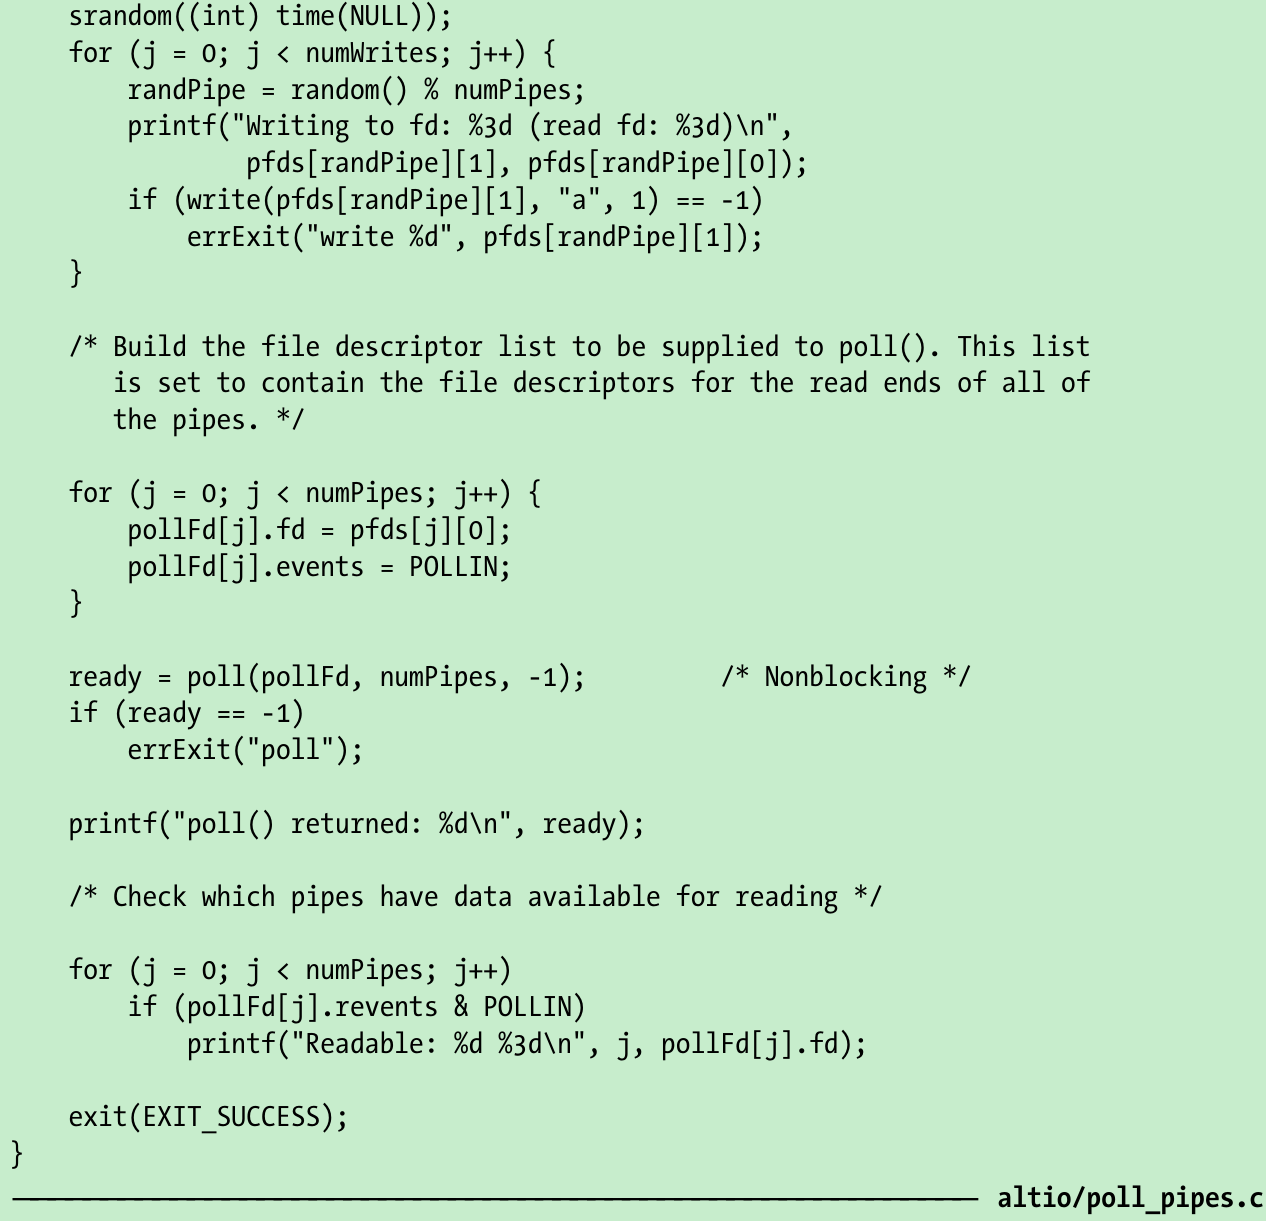 srandom((int) time(NULL));
for (j = 0; j < numWrites; j++) {
randPipe = random() % numPipes;
printf("Writing to fd: %3d (read fd: %3d)\n",
pfds[randPipe][1], pfds[randPipe][0]);
if (write(pfds[randPipe][1], "a", 1) == -1)
errExit("write %d", pfds[randPipe][1]);
}
/* Build the file descriptor list to be supplied to poll(). This list
is set to contain the file descriptors for the read ends of all of
the pipes. */
for (j = 0; j < numPipes; j++) {
pollFd[j].fd = pfds[j][0];
pollFd[j].events = POLLIN;
}
ready = poll(pollFd, numPipes, -1); /* Nonblocking */
if (ready == -1)
errExit("poll");
printf("poll() returned: %d\n", ready);
/* Check which pipes have data available for reading */
for (j = 0; j < numPipes; j++)
if (pollFd[j].revents & POLLIN)
printf("Readable: %d %3d\n", j, pollFd[j].fd);
exit(EXIT_SUCCESS);
}
altio/poll_pipes.c